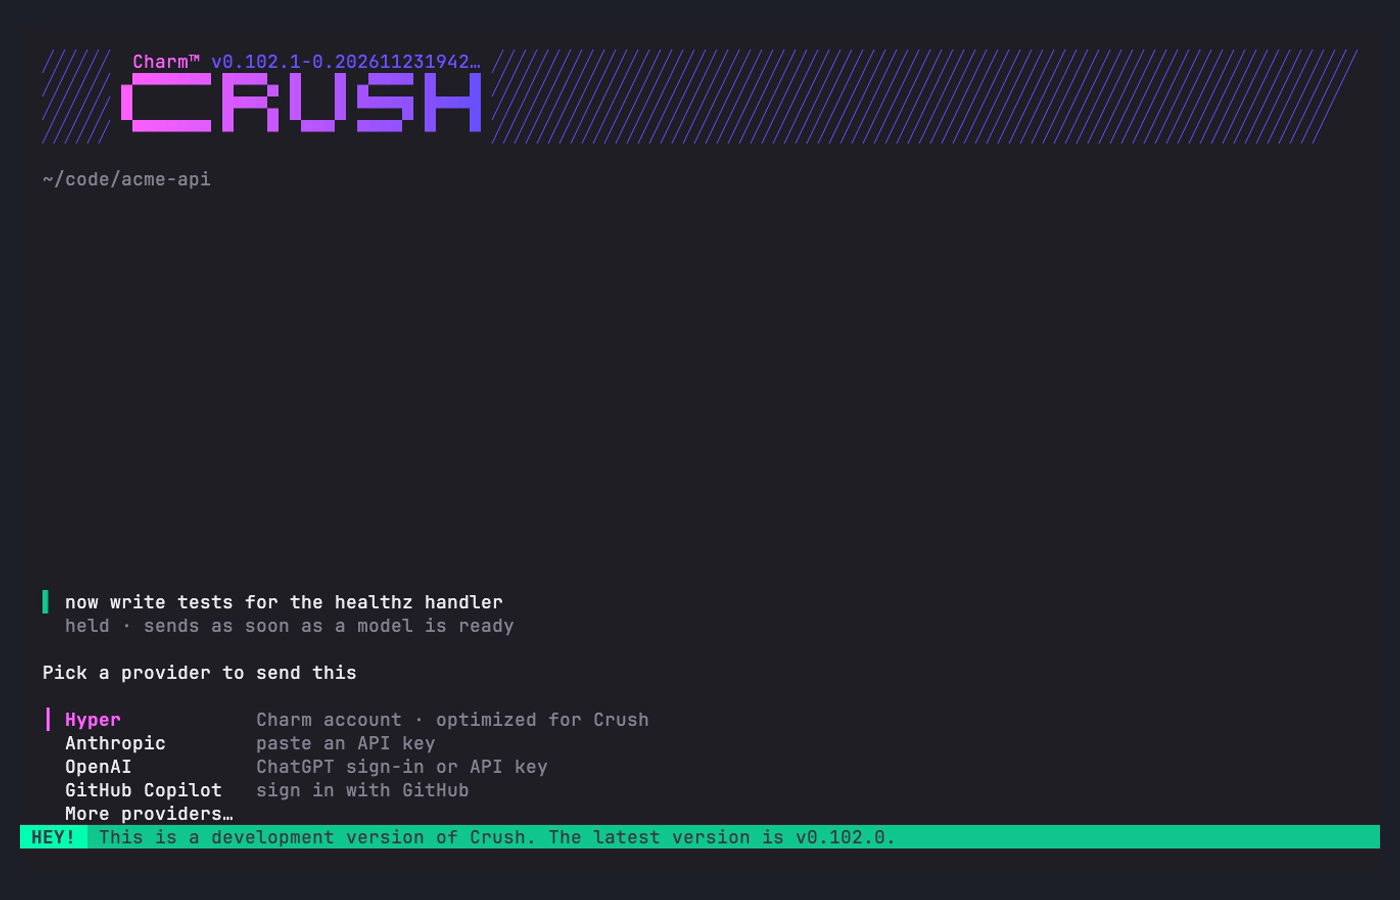 Charm™ v0.102.1-0.202611231942…
CRUSH
~/code/acme-api
now write tests for the healthz handler
held · sends as soon as a model is ready
Pick a provider to send this
Hyper Charm account · optimized for Crush
Anthropic paste an API key
OpenAI ChatGPT sign-in or API key
GitHub Copilot sign in with GitHub
More providers…
HEY! This is a development version of Crush. The latest version is v0.102.0.